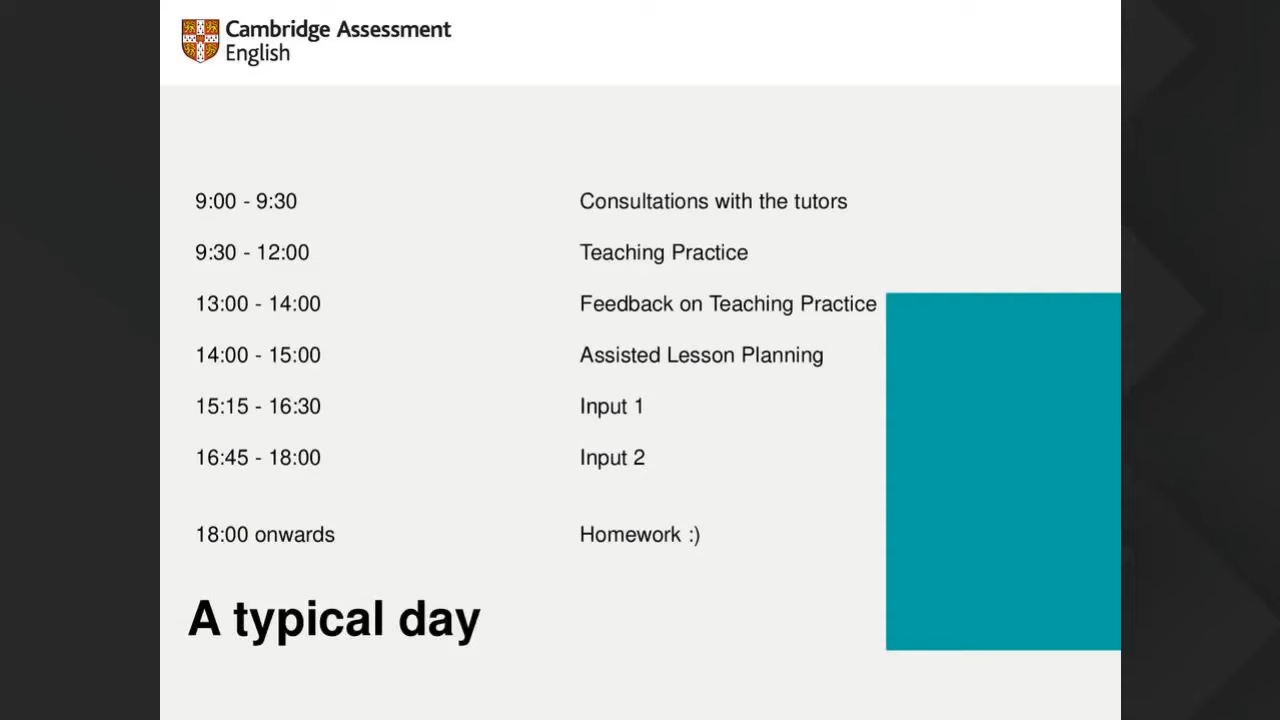 Cambridge Assessment
English
9:00 - 9:30 Consultations with the tutors
9:30 - 12:00 Teaching Practice
13:00 - 14:00 Feedback on Teaching Practice
14:00 - 15:00 Assisted Lesson Planning
15:15 - 16:30 Input 1
16:45 - 18:00 Input 2
18:00 onwards Homework :)
A typical day